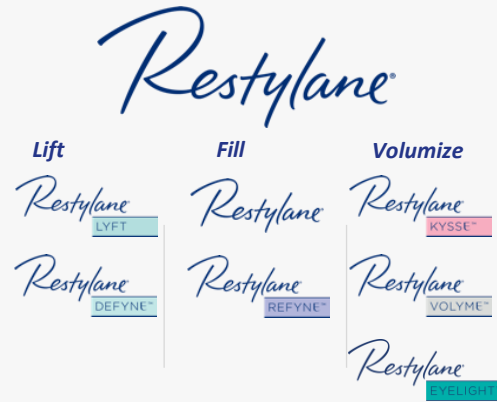 Restylane®
Lift Fill Volumize
Restylane Restylane Restylane
LYFT KYSSE™
Restylane Restylane Restylane
DEFYNE™ REFYNE™ VOLYME™
Restylane
EYELIGHT